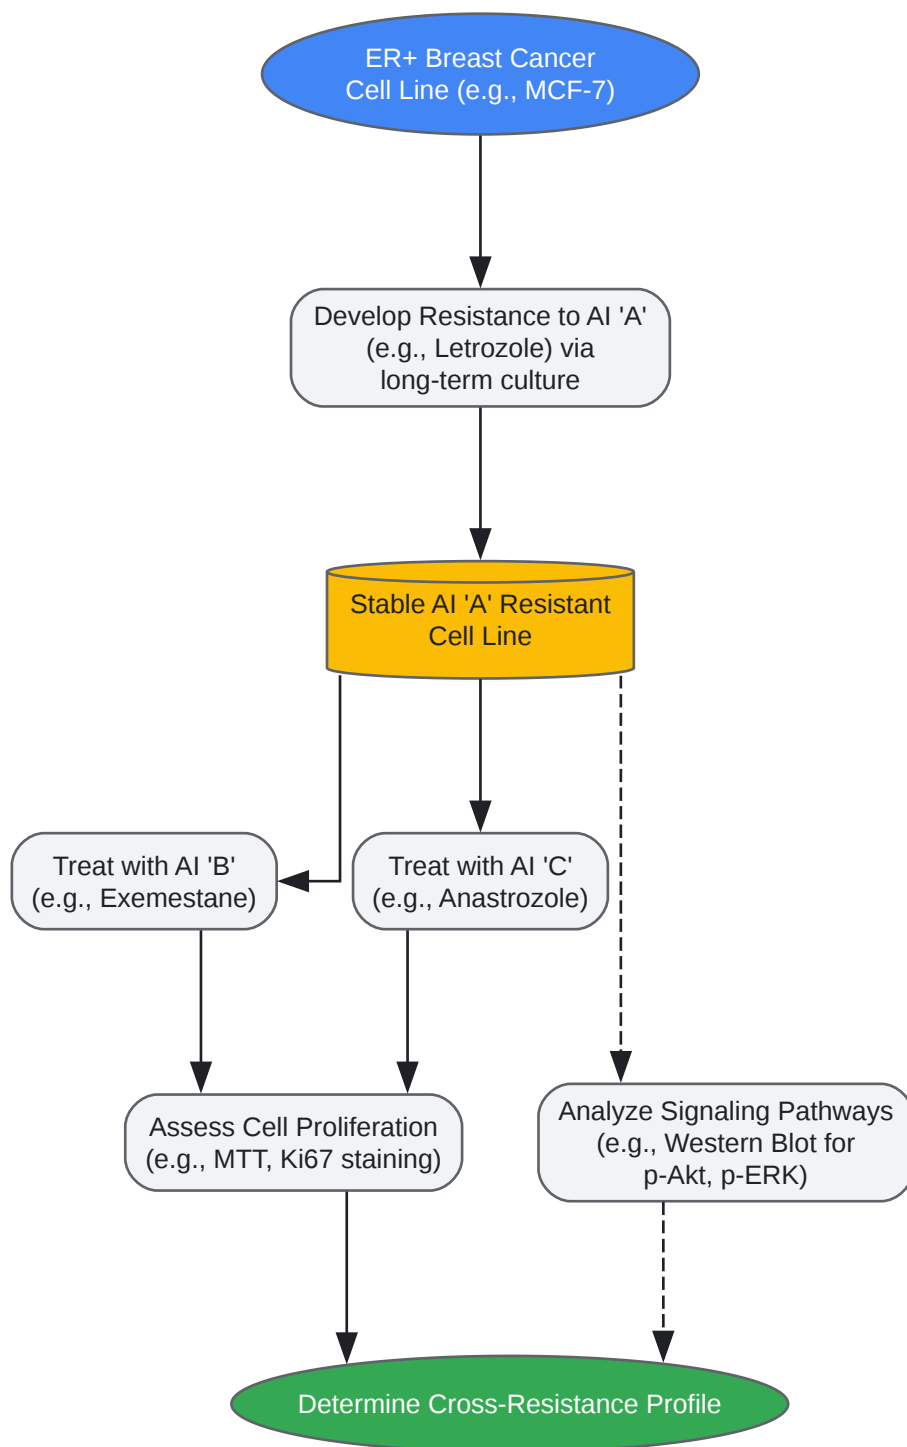 ER+ Breast Cancer
Cell Line (e.g., MCF-7)
Develop Resistance to AI 'A'
(e.g., Letrozole) via
long-term culture
Stable AI 'A' Resistant
Cell Line
Treat with AI 'B'
(e.g., Exemestane)
Treat with AI 'C'
(e.g., Anastrozole)
Assess Cell Proliferation
(e.g., MTT, Ki67 staining)
Analyze Signaling Pathways
(e.g., Western Blot for
p-Akt, p-ERK)
Determine Cross-Resistance Profile